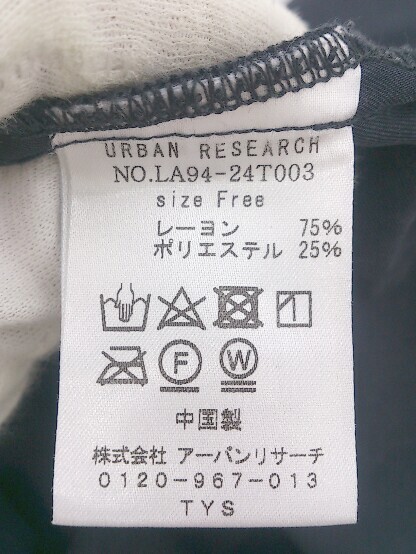 URBAN RESEARCH
NO.LA94-24T003
size Free
レーヨン 75%
ポリエステル 25%
F W
中国製
株式会社 アーバンリサーチ
0120-967-013
TYS